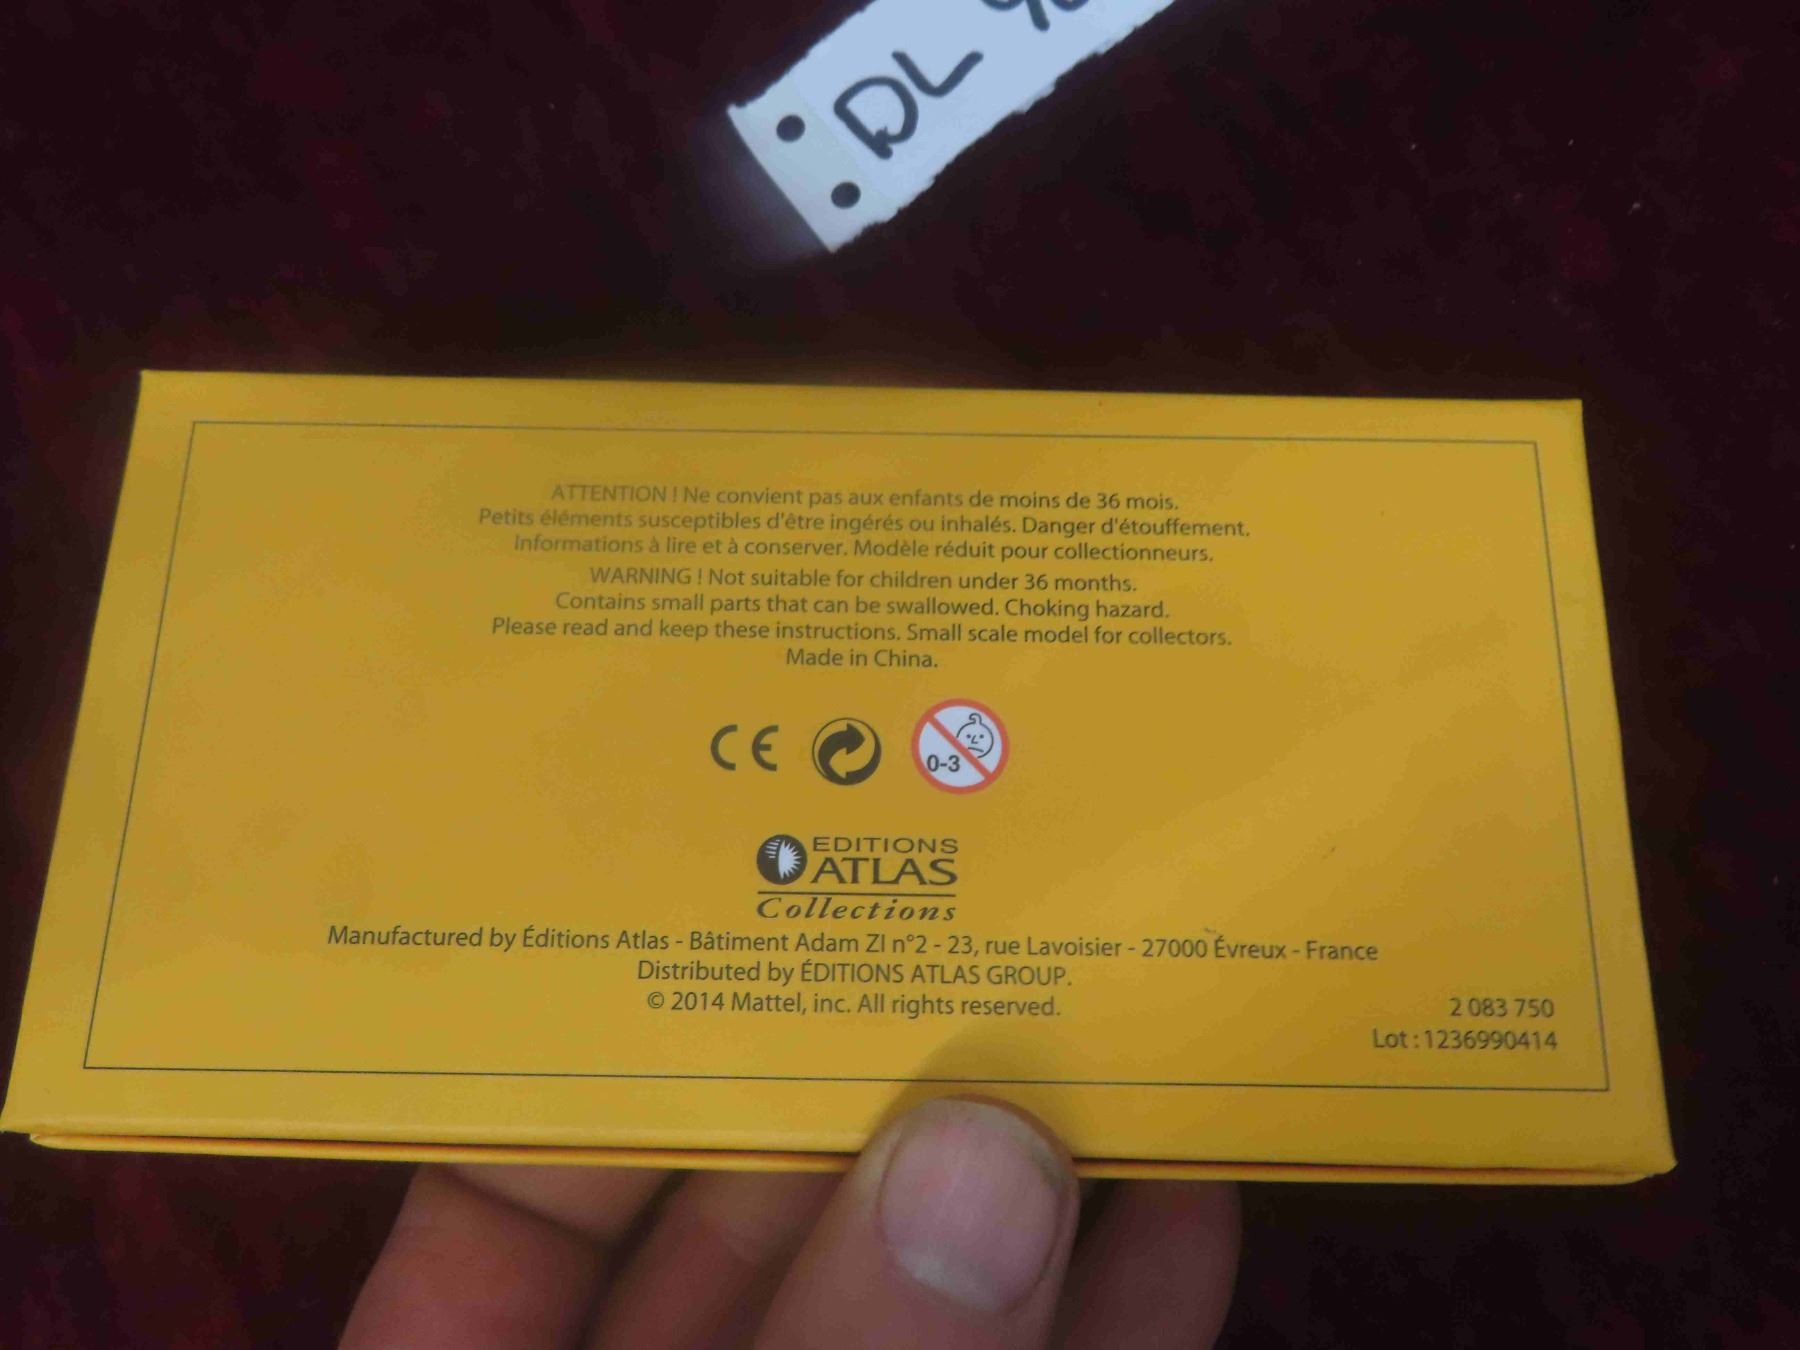 DL
ATTENTION ! Ne convient pas aux enfants de moins de 36 mois.
Petits éléments susceptibles d'être ingérés ou inhalés. Danger d'étouffement.
Informations à lire et à conserver. Modèle réduit pour collectionneurs.
WARNING ! Not suitable for children under 36 months.
Contains small parts that can be swallowed. Choking hazard.
Please read and keep these instructions. Small scale model for collectors.
Made in China.
CE
0-3
EDITIONS
ATLAS
Collections
Manufactured by Éditions Atlas - Bâtiment Adam ZI n°2 - 23, rue Lavoisier - 27000 Évreux - France
Distributed by ÉDITIONS ATLAS GROUP.
© 2014 Mattel, inc. All rights reserved.
2 083 750
Lot : 1236990414